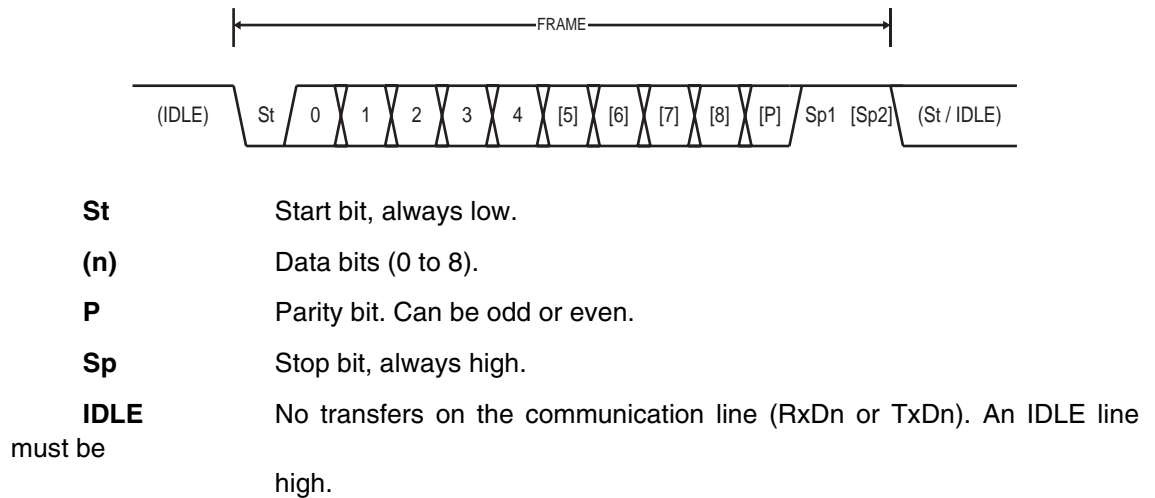 FRAME
(IDLE) St 0 1 2 3 4 [5] [6] [7] [8] [P] Sp1 [Sp2] (St / IDLE)
St Start bit, always low.
(n) Data bits (0 to 8).
P Parity bit. Can be odd or even.
Sp Stop bit, always high.
IDLE No transfers on the communication line (RxDn or TxDn). An IDLE line
must be
high.